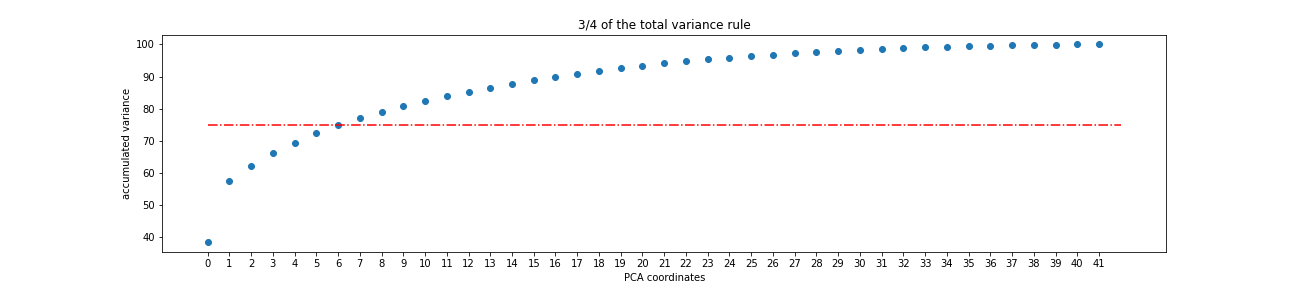 3/4 of the total variance rule
100
90
80
70
60
50
40
accumulated variance
0 1 2 3 4 5 6 7 8 9 10 11 12 13 14 15 16 17 18 19 20 21 22 23 24 25 26 27 28 29 30 31 32 33 34 35 36 37 38 39 40 41
PCA coordinates